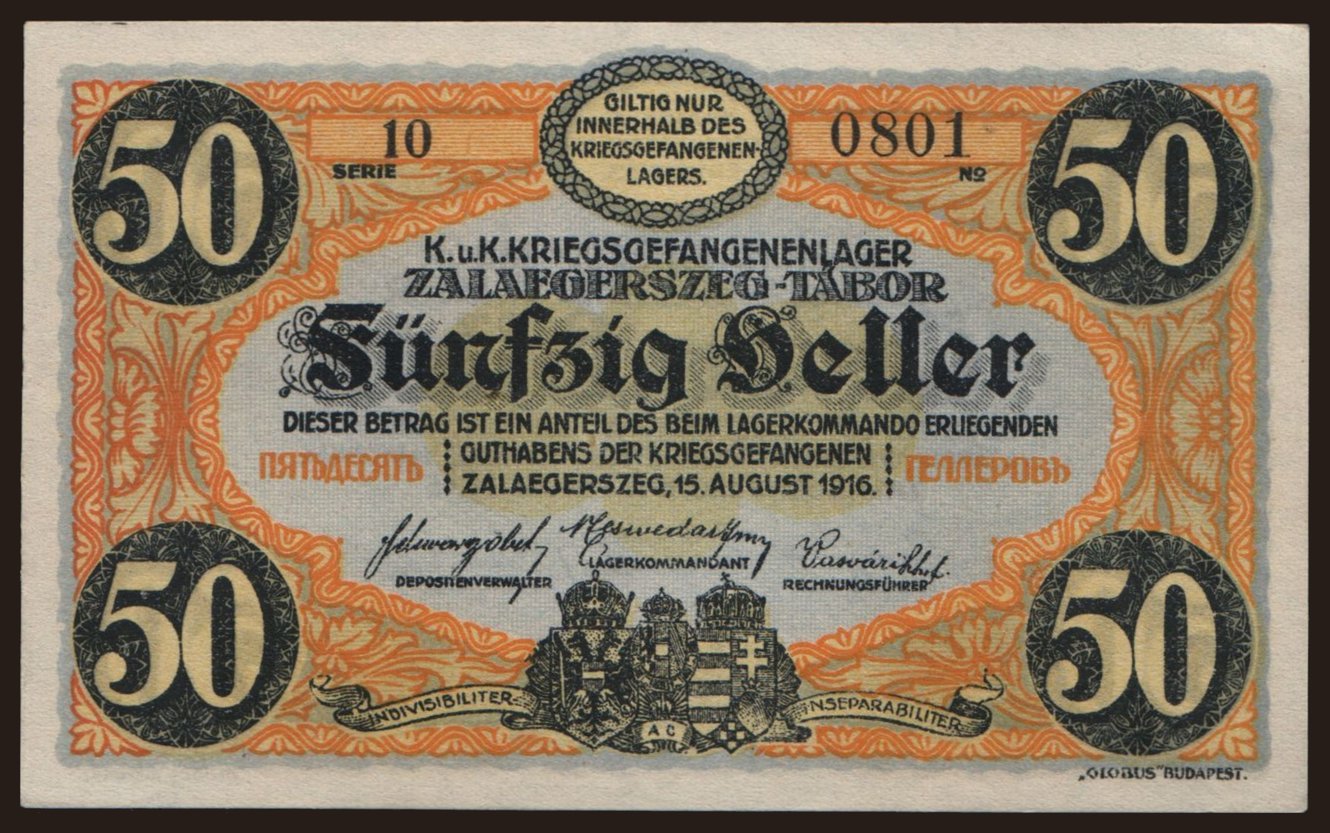 50
50
10
SERIE
GILTIG NUR
INNERHALB DES
KRIEGSGEFANGENEN-
LAGERS.
0801
No
K.u.K.KRIEGSGEFANGENENLAGER
ZALAEGERSZEG-TÁBOR
Fünfzig Heller
DIESER BETRAG IST EIN ANTEIL DES BEIM LAGERKOMMANDO ERLIEGENDEN
GUTHABENS DER KRIEGSGEFANGENEN
ПЯТЬДЕСЯТЪ
ГЕЛЛЕРОВЪ
ZALAEGERSZEG, 15. AUGUST 1916.
LAGERKOMMANDANT
DEPOSITENVERWALTER
RECHNUNGSFÜHRER
50
50
INDIVISIBILITER
INSEPARABILITER
AC
„GLOBUS" BUDAPEST.